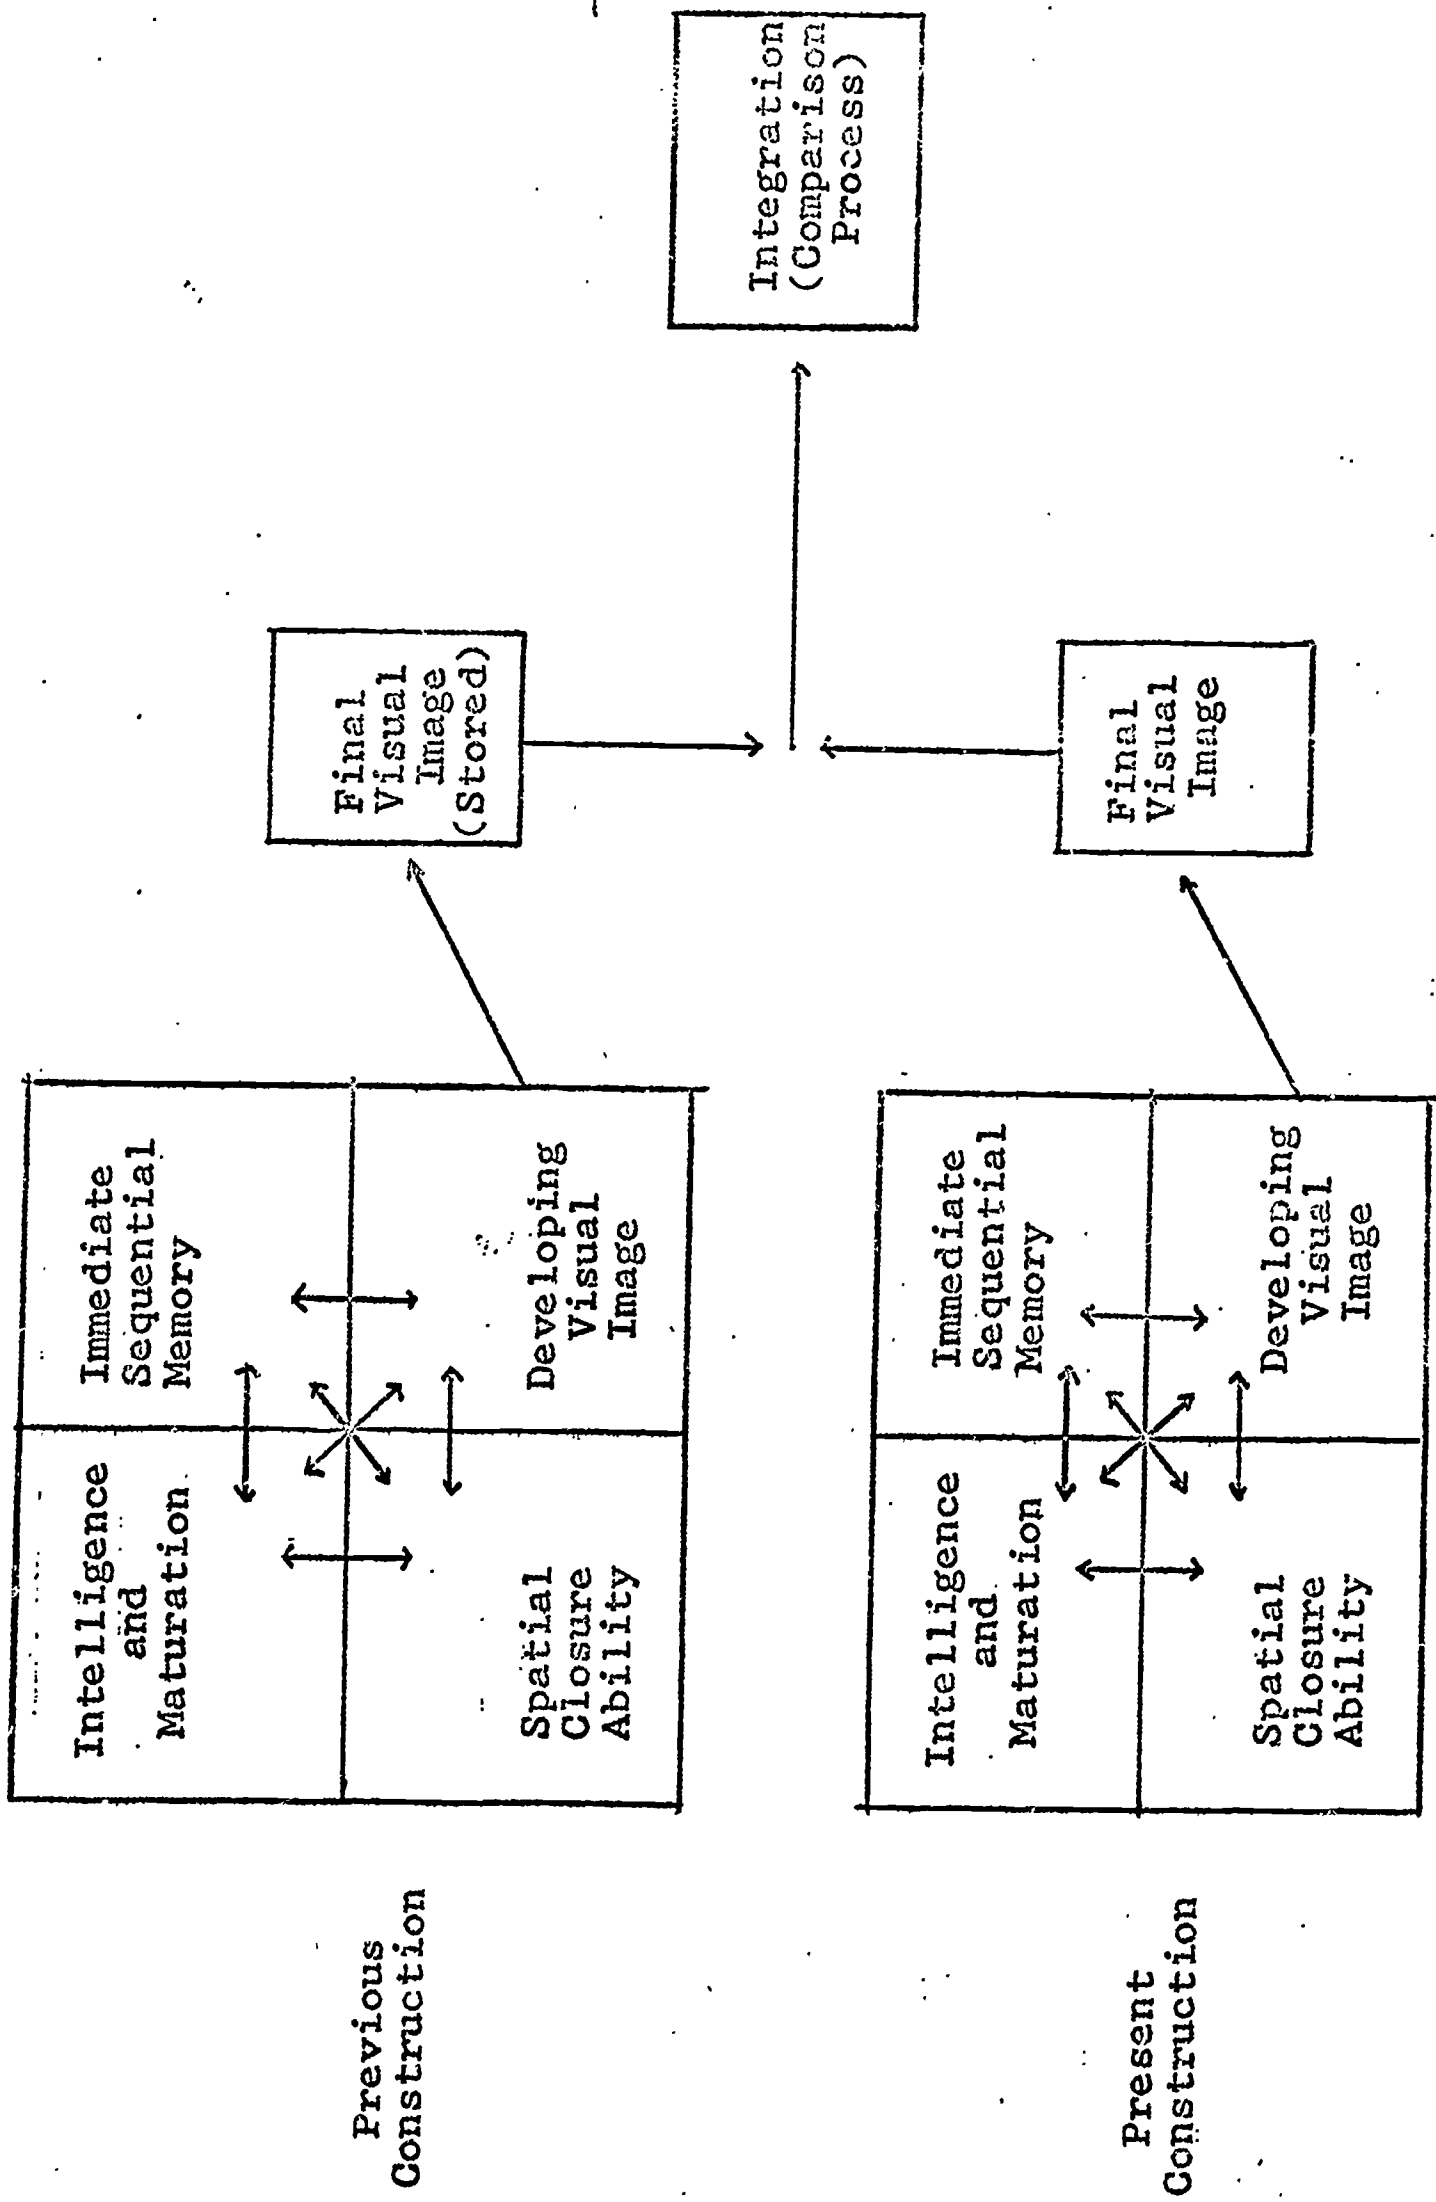 Previous
Construction
Intelligence
and
Maturation
Immediate
Sequential
Memory
Spatial
Closure
Ability
Developing
Visual
Image
Final
Visual
Image
(Stored)
Present
Construction
Intelligence
and
Maturation
Immediate
Sequential
Memory
Spatial
Closure
Ability
Developing
Visual
Image
Final
Visual
Image
Integration
(Comparison
Process)